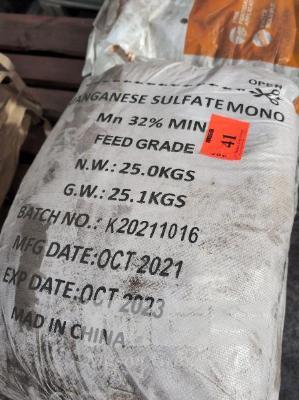 OPEN
MANGANESE SULFATE MONO
Mn 32% MIN
FEED GRADE
41
N.W.: 25.0KGS
G.W.: 25.1KGS
BATCH NO.: K20211016
MFG DATE:OCT 2021
EXP DATE:OCT 2023
MADE IN CHINA